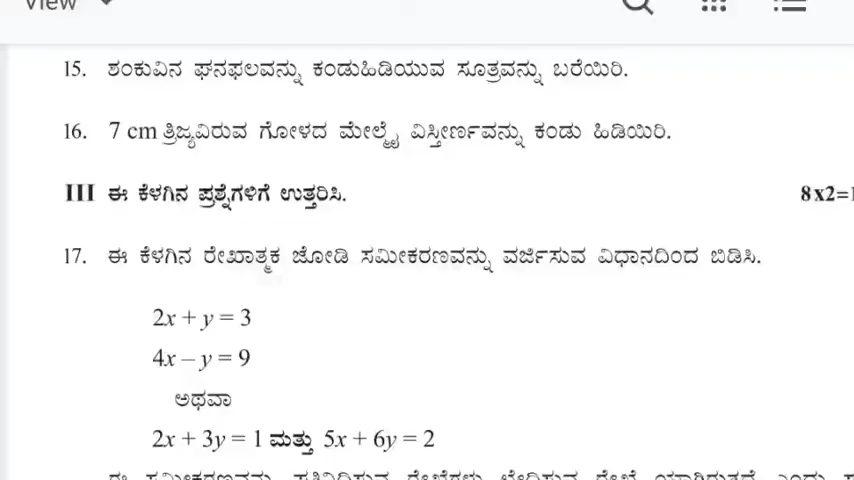 View
15. ಶಂಕುವಿನ ಘನಫಲವನ್ನು ಕಂಡುಹಿಡಿಯುವ ಸೂತ್ರವನ್ನು ಬರೆಯಿರಿ.
16. 7 cm ತ್ರಿಜ್ಯವಿರುವ ಗೋಳದ ಮೇಲ್ಮೈ ವಿಸ್ತೀರ್ಣವನ್ನು ಕಂಡು ಹಿಡಿಯಿರಿ.
III ಈ ಕೆಳಗಿನ ಪ್ರಶ್ನೆಗಳಿಗೆ ಉತ್ತರಿಸಿ. 8x2=1
17. ಈ ಕೆಳಗಿನ ರೇಖಾತ್ಮಕ ಜೋಡಿ ಸಮೀಕರಣವನ್ನು ವರ್ಜಿಸುವ ವಿಧಾನದಿಂದ ಬಿಡಿಸಿ.
2x + y = 3
4x – y = 9
ಅಥವಾ
2x + 3y = 1 ಮತ್ತು 5x + 6y = 2